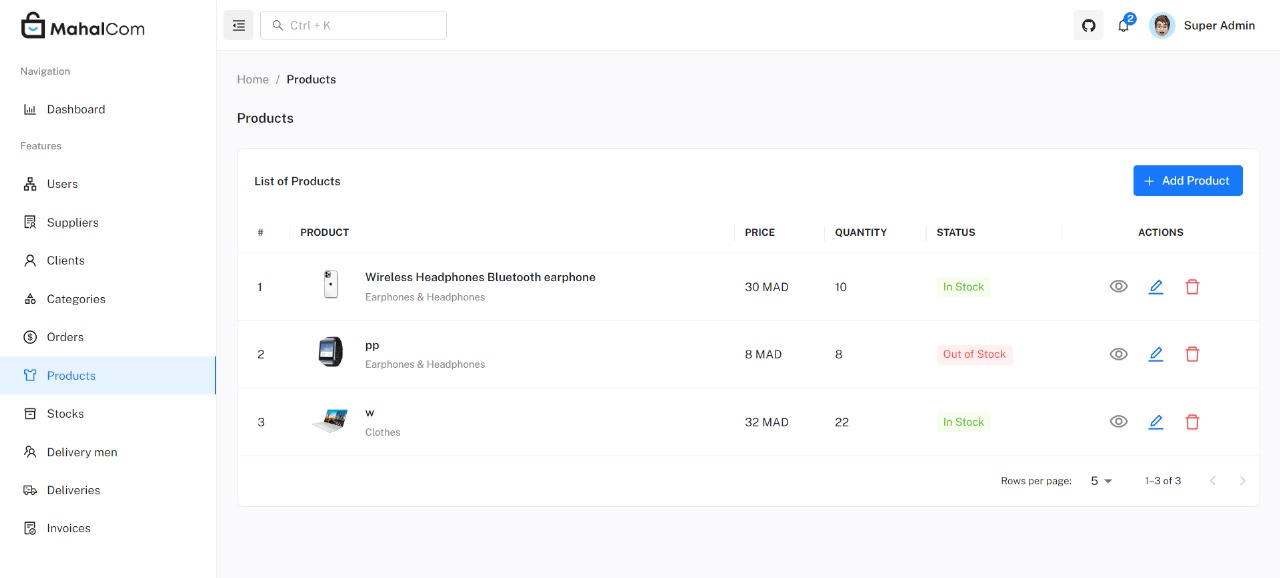 MahalCom
Ctrl + K
2
Super Admin
Navigation
Dashboard
Features
Users
Suppliers
Clients
Categories
Orders
Products
Stocks
Delivery men
Deliveries
Invoices
Home / Products
Products
List of Products
+ Add Product
# PRODUCT PRICE QUANTITY STATUS ACTIONS
1 Wireless Headphones Bluetooth earphone 30 MAD 10 In Stock
Earphones & Headphones
2 pp 8 MAD 8 Out of Stock
Earphones & Headphones
3 w 32 MAD 22 In Stock
Clothes
Rows per page: 5 1–3 of 3